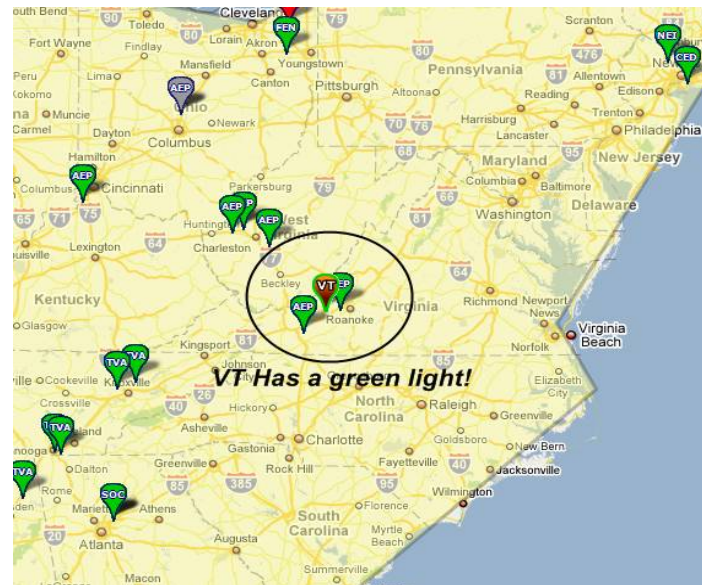 South Bend
Cleveland
Toledo
Scranton
Fort Wayne
Findlay
Lorain
Akron
FEN
Youngstown
NEI
CED
Peru
Lima
Mansfield
Canton
Pennsylvania
Allentown
Kokomo
AEP
Pittsburgh
Altoona
Reading
Edison
Muncie
Ohio
Newark
Harrisburg
Trenton
Carmel
Dayton
Columbus
Lancaster
Philadelphia
Hamilton
Maryland
New Jersey
Columbus
AEP
Cincinnati
Parkersburg
Columbia
Baltimore
Huntington
AEP
West
Virginia
AEP
Washington
Delaware
Lexington
Charleston
Beckley
VT
AEP
Kentucky
AEP
Roanoke
Virginia
Richmond
Newport
News
Glasgow
Kingsport
Norfolk
Virginia
Beach
TVA
TVA
Knoxville
Johnson
City
VT Has a green light!
Elizabeth
City
Cookeville
Crossville
Hickory
North
Carolina
Raleigh
Greenville
Asheville
TVA
Charlotte
Goldsboro
New Bern
Dalton
Greenville
Gastonia
Rock Hill
Fayetteville
Jacksonville
TVA
Rome
SOC
Wilmington
Marietta
Athens
South
Carolina
Florence
Atlanta
Augusta
Myrtle
Beach
Macon
Summerville